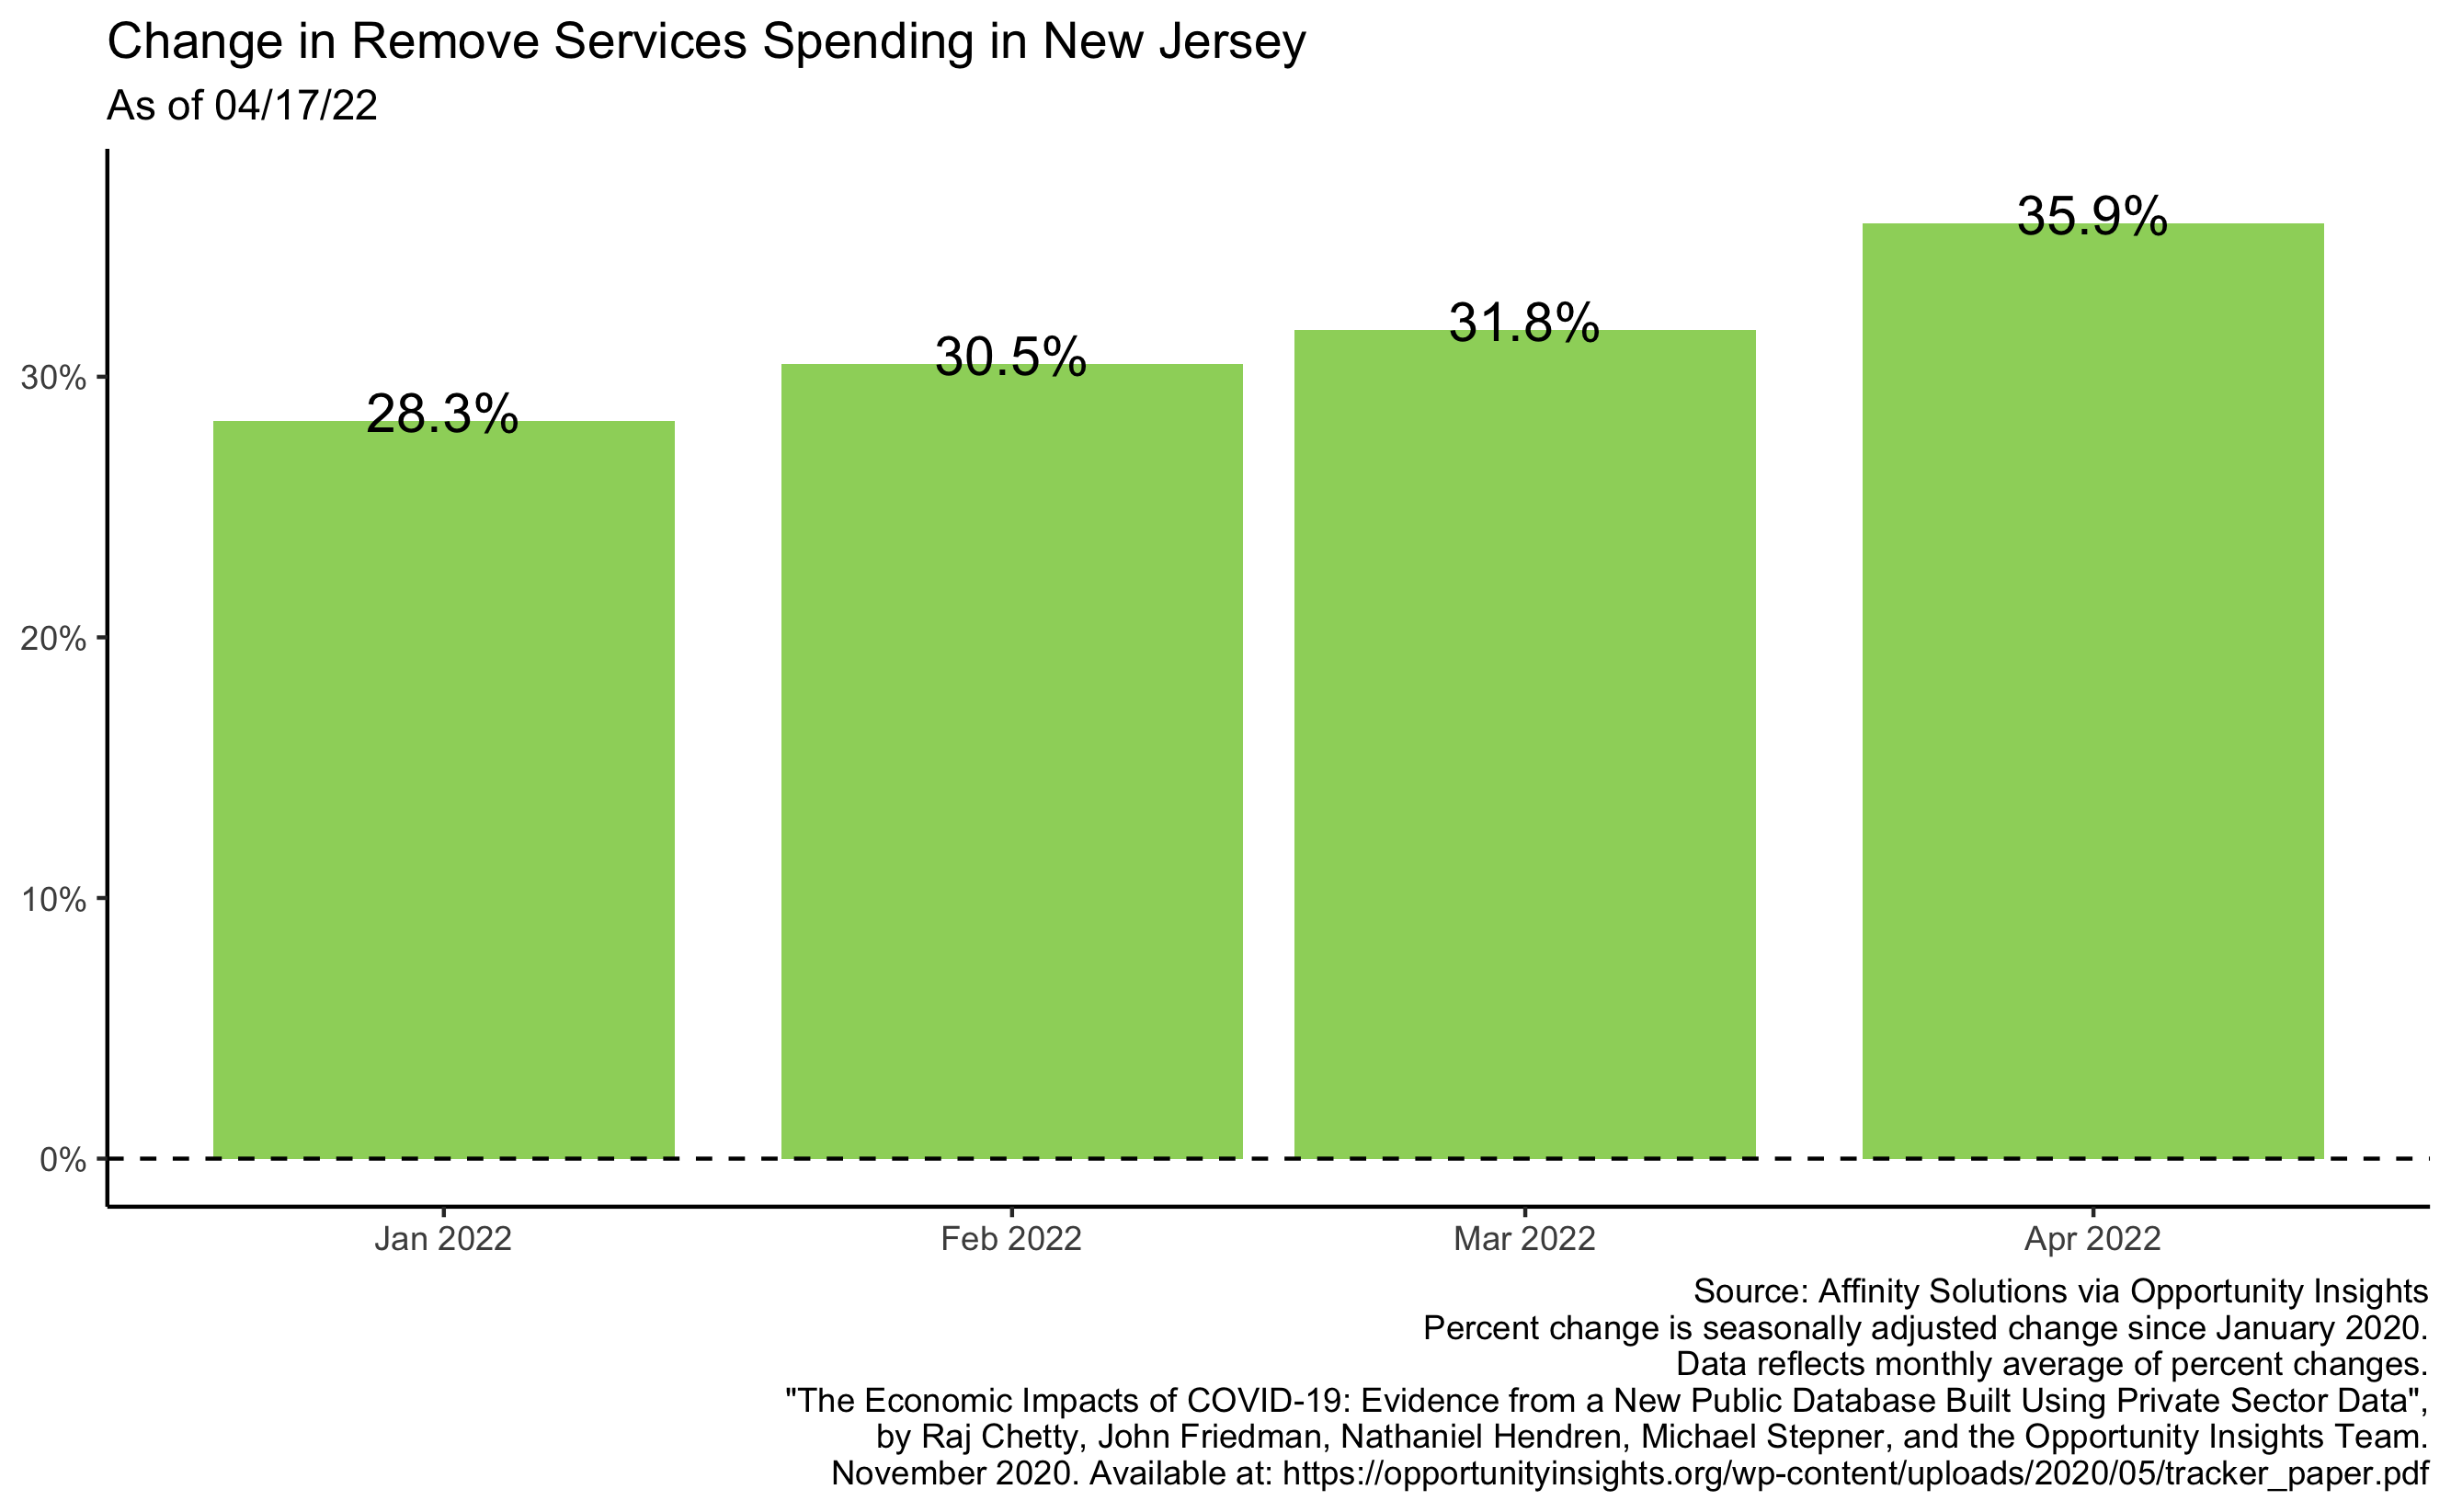 Change in Remove Services Spending in New Jersey
As of 04/17/22
35.9%
31.8%
30.5%
28.3%
30%
20%
10%
0%
Jan 2022 Feb 2022 Mar 2022 Apr 2022
Source: Affinity Solutions via Opportunity Insights
Percent change is seasonally adjusted change since January 2020.
Data reflects monthly average of percent changes.
"The Economic Impacts of COVID-19: Evidence from a New Public Database Built Using Private Sector Data",
by Raj Chetty, John Friedman, Nathaniel Hendren, Michael Stepner, and the Opportunity Insights Team.
November 2020. Available at: https://opportunityinsights.org/wp-content/uploads/2020/05/tracker_paper.pdf